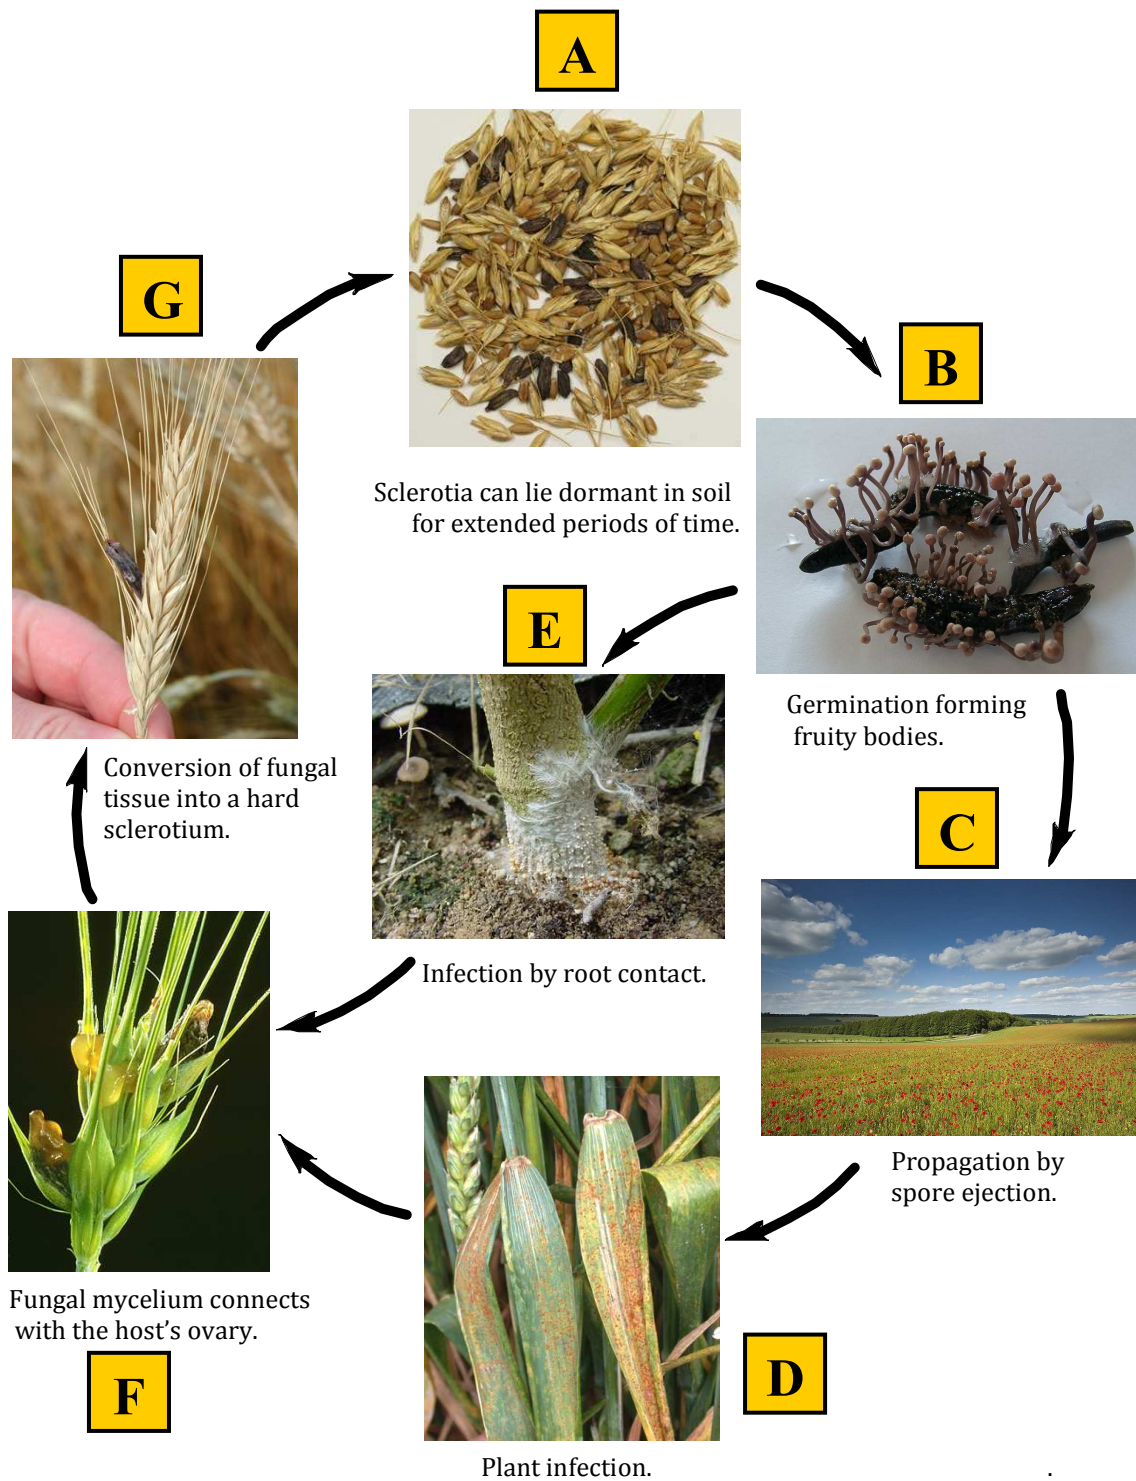 A
G
B
Sclerotia can lie dormant in soil
for extended periods of time.
E
Germination forming
fruity bodies.
Conversion of fungal
tissue into a hard
sclerotium.
C
Infection by root contact.
Propagation by
spore ejection.
Fungal mycelium connects
with the host's ovary.
F
D
Plant infection.
.